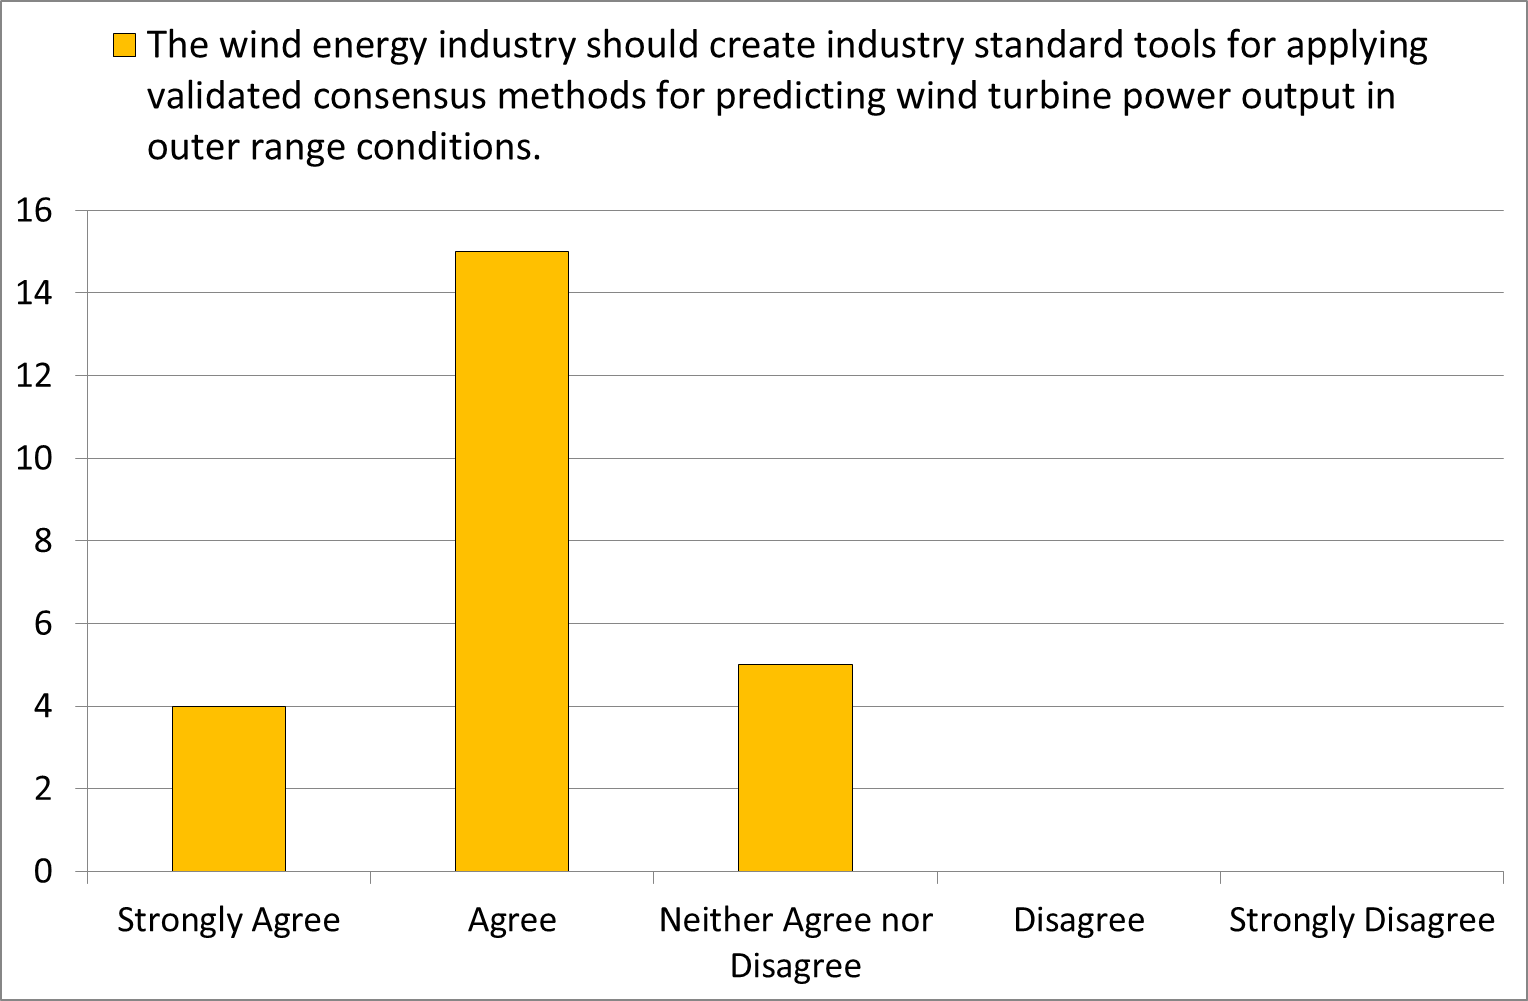 The wind energy industry should create industry standard tools for applying
validated consensus methods for predicting wind turbine power output in
outer range conditions.
16
14
12
10
8
6
4
2
0
Strongly Agree
Agree
Neither Agree nor
Disagree
Disagree
Strongly Disagree